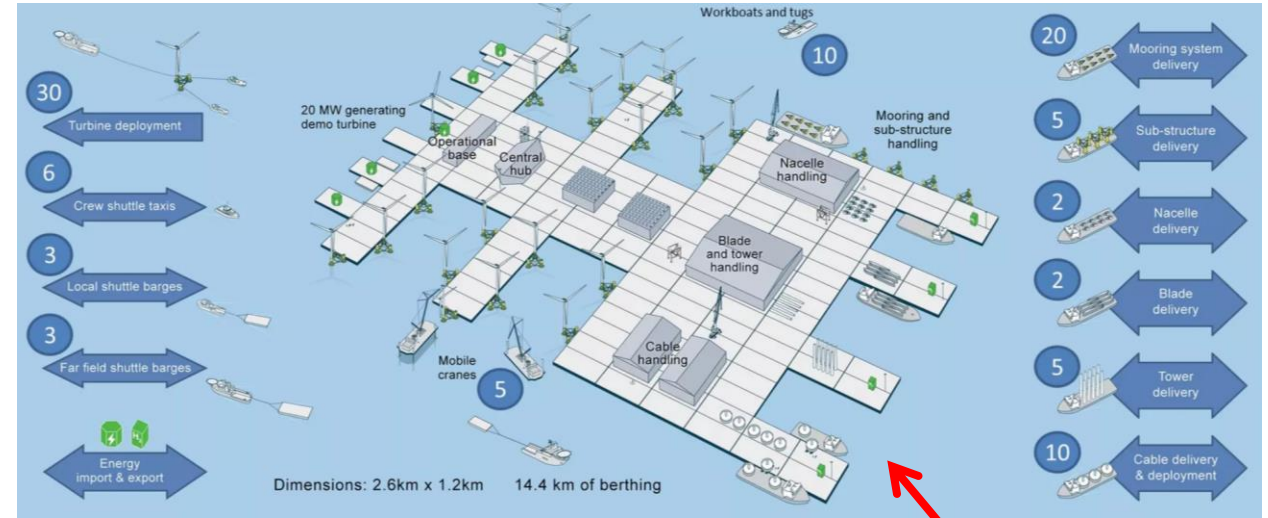 Workboats and tugs
10
30
Turbine deployment
6
Crew shuttle taxis
3
Local shuttle barges
3
Far field shuttle barges
H₂
Energy
import & export
20 MW generating
demo turbine
Operational
base
Central
hub
Mooring and
sub-structure
handling
Nacelle
handling
Blade
and tower
handling
Cable
handling
Mobile
cranes
5
Dimensions: 2.6km x 1.2km 14.4 km of berthing
20
Mooring system
delivery
5
Sub-structure
delivery
2
Nacelle
delivery
2
Blade
delivery
5
Tower
delivery
10
Cable delivery
& deployment